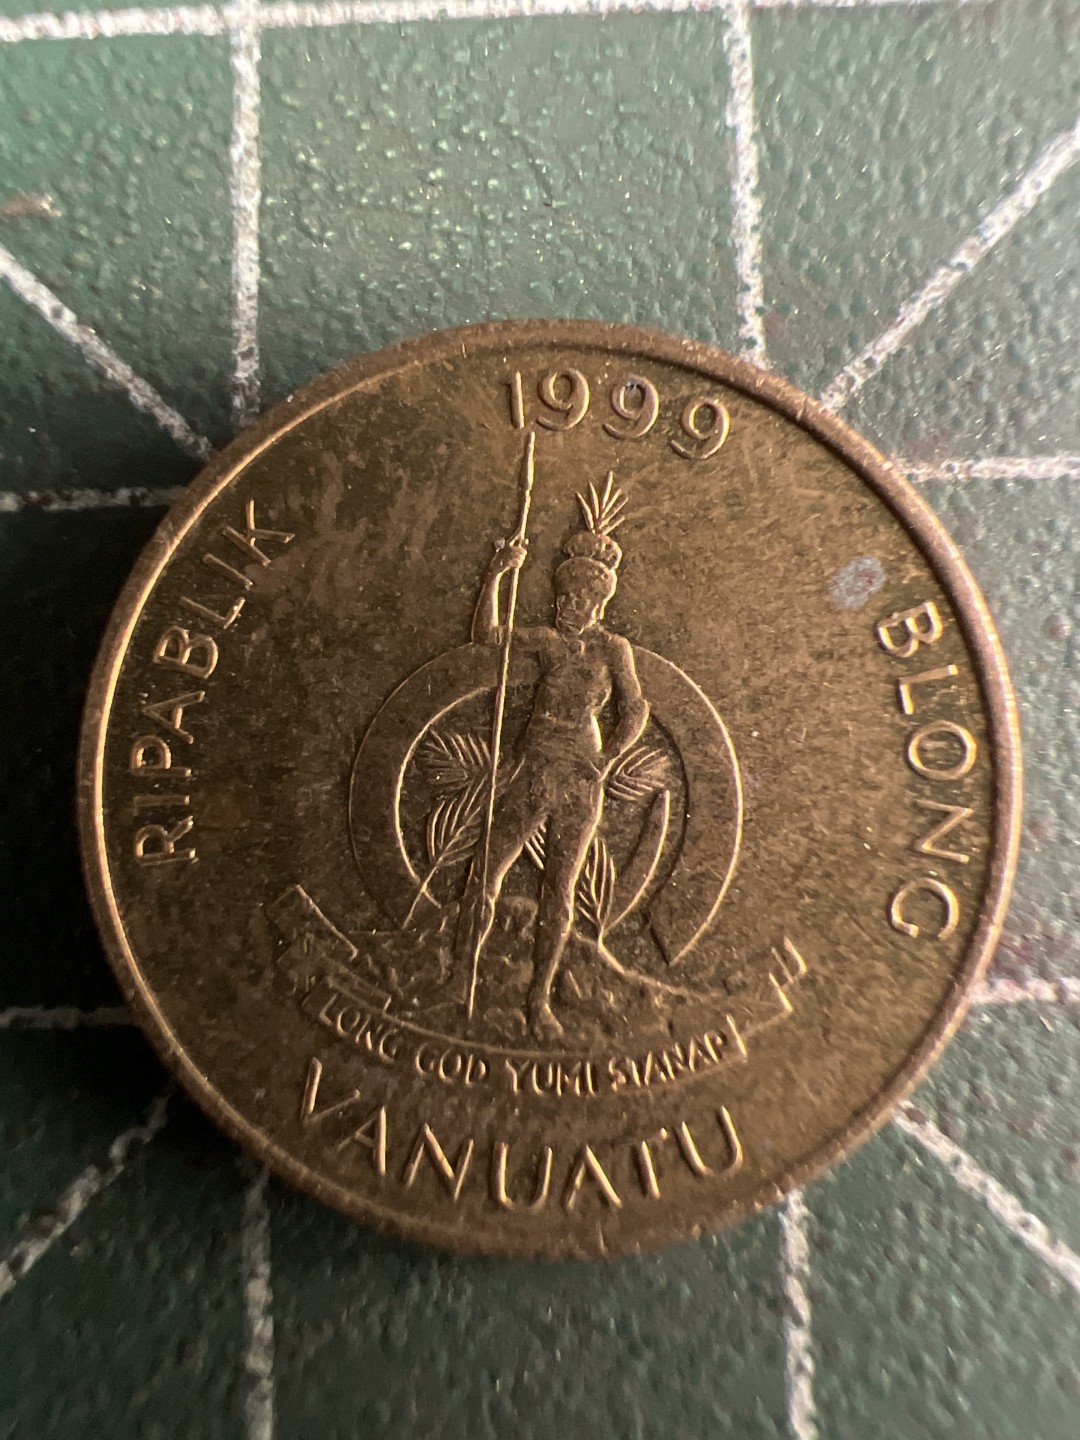 1999
RIPABLIK
BLONG
LONG GOD YUMI STANAP
VANUATU